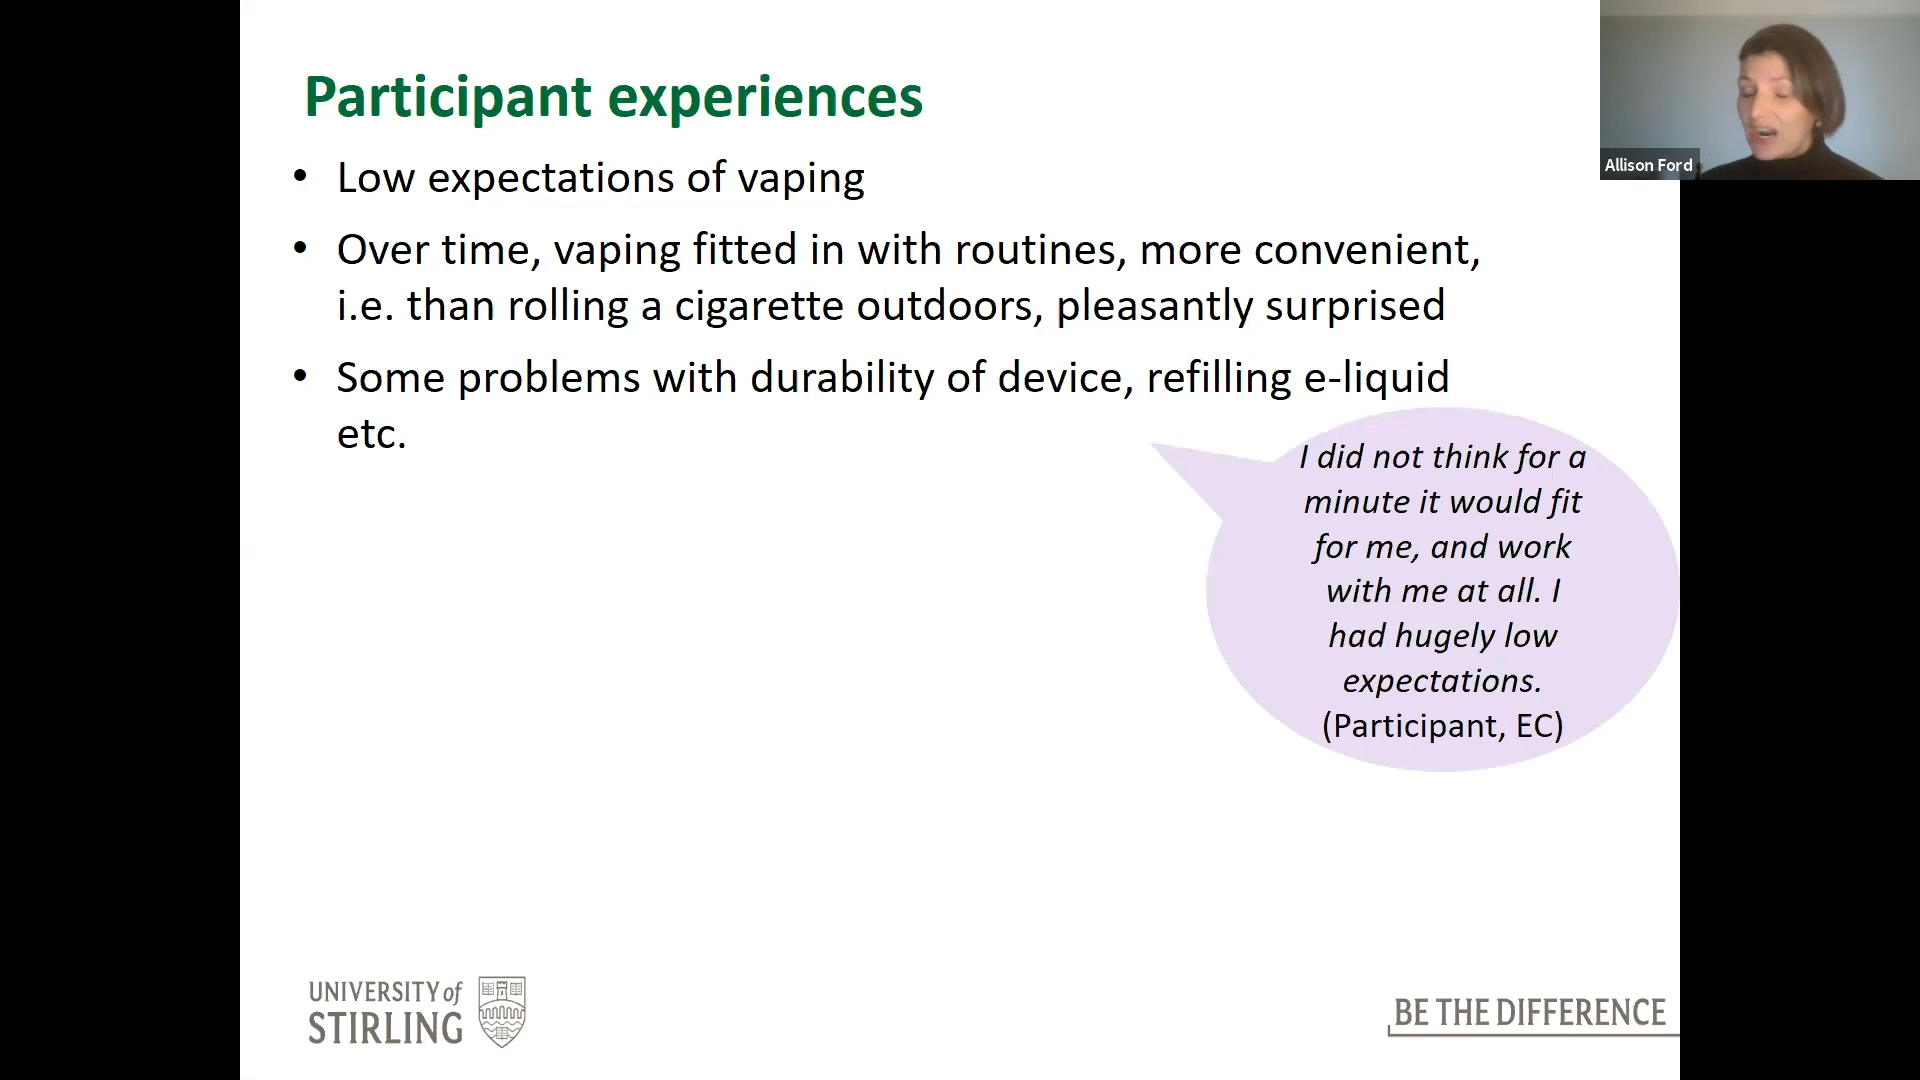 Participant experiences
• Low expectations of vaping
• Over time, vaping fitted in with routines, more convenient,
i.e. than rolling a cigarette outdoors, pleasantly surprised
• Some problems with durability of device, refilling e-liquid
etc.
I did not think for a
minute it would fit
for me, and work
with me at all. I
had hugely low
expectations.
(Participant, EC)
Allison Ford
UNIVERSITY of
STIRLING
BE THE DIFFERENCE